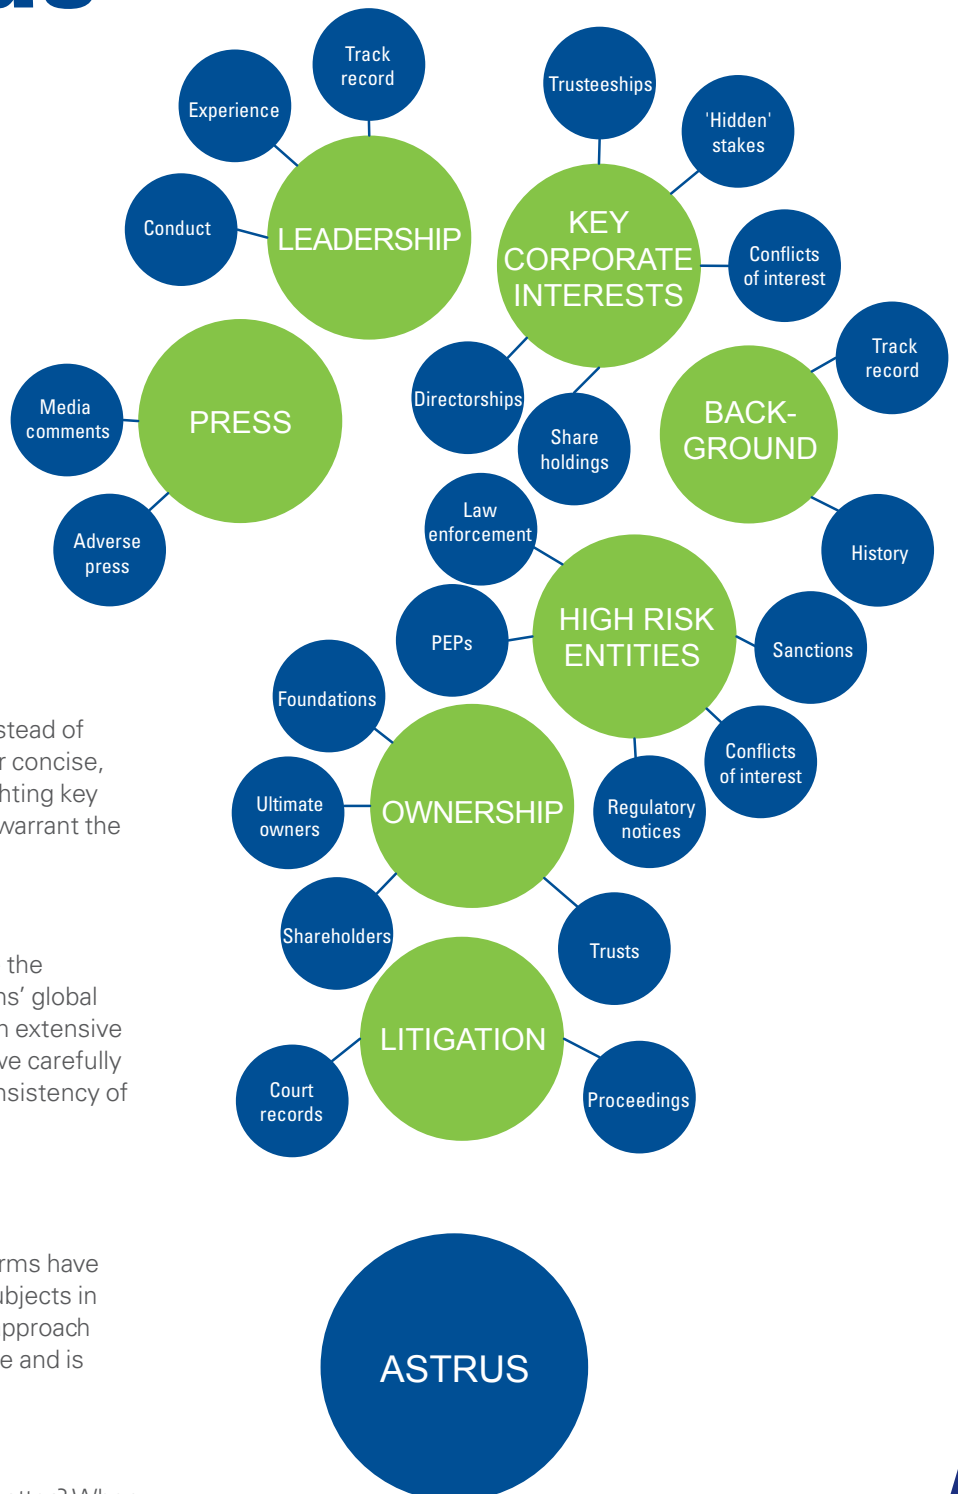 us
Track
record
Experience
Conduct
LEADERSHIP
Trusteeships
'Hidden'
stakes
KEY
CORPORATE
INTERESTS
Conflicts
of interest
Directorships
Share
holdings
Track
record
BACK-
GROUND
History
Media
comments
PRESS
Adverse
press
Law
enforcement
PEPs
HIGH RISK
ENTITIES
Sanctions
Conflicts
of interest
Regulatory
notices
Foundations
Ultimate
owners
OWNERSHIP
Shareholders
Trusts
LITIGATION
Court
records
Proceedings
ASTRUS
stead of
r concise,
hting key
warrant the
the
ns' global
n extensive
ve carefully
nsistency of
rms have
ubjects in
pproach
e and is